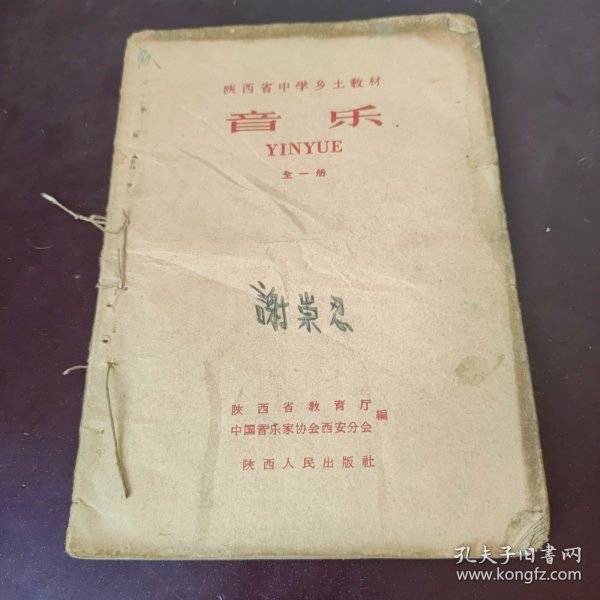 陕西省中学乡土教材
音乐
YINYUE
全一册
謝崇忍
陕西省教育厅
中国音乐家协会西安分会
编
陕西人民出版社
孔夫子旧书网
www.kongfz.com